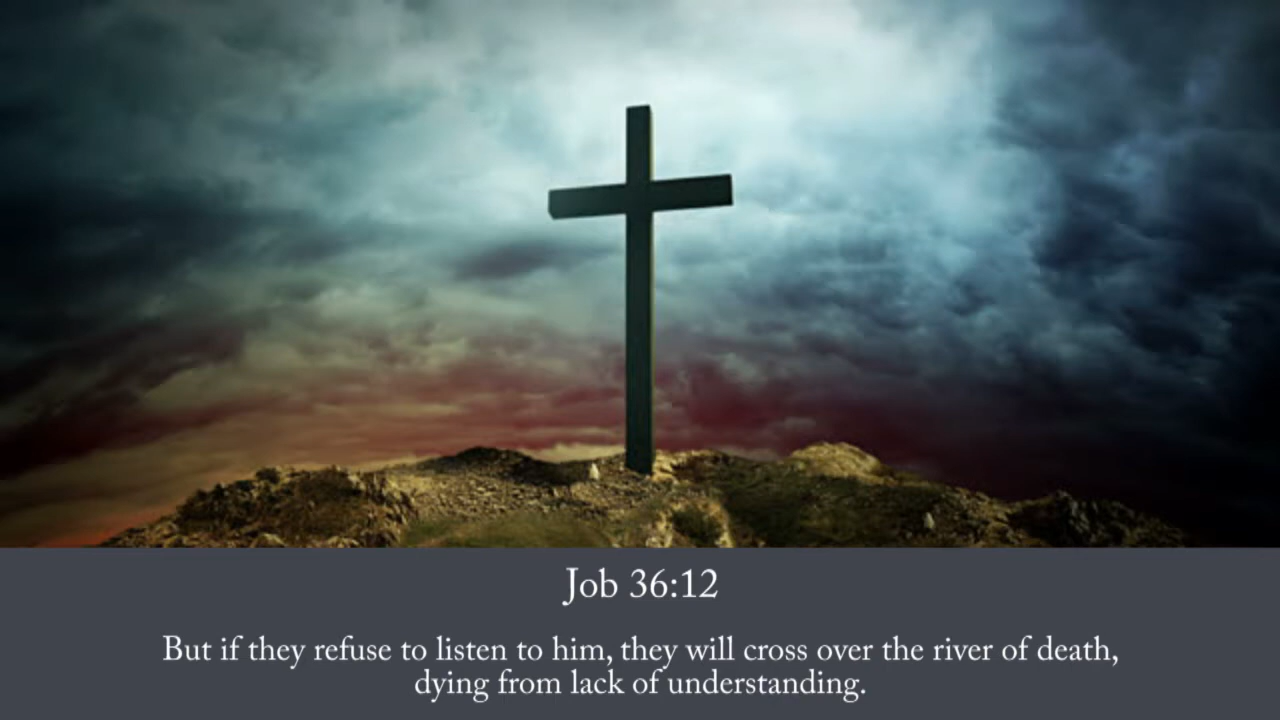 Job 36:12
But if they refuse to listen to him, they will cross over the river of death,
dying from lack of understanding.